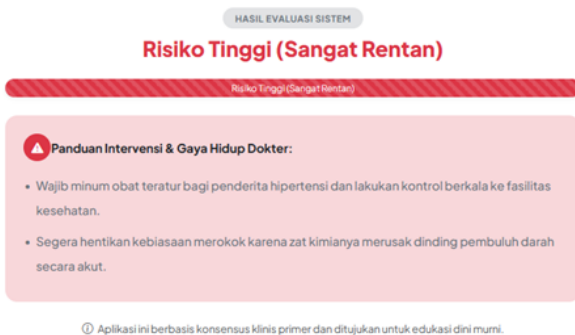 HASIL EVALUASI SISTEM
Risiko Tinggi (Sangat Rentan)
Risiko Tinggi (Sangat Rentan)
Panduan Intervensi & Gaya Hidup Dokter:
• Wajib minum obat teratur bagi penderita hipertensi dan lakukan kontrol berkala ke fasilitas
kesehatan.
• Segera hentikan kebiasaan merokok karena zat kimianya merusak dinding pembuluh darah
secara akut.
Aplikasi ini berbasis konsensus klinis primer dan ditujukan untuk edukasi dini murni.